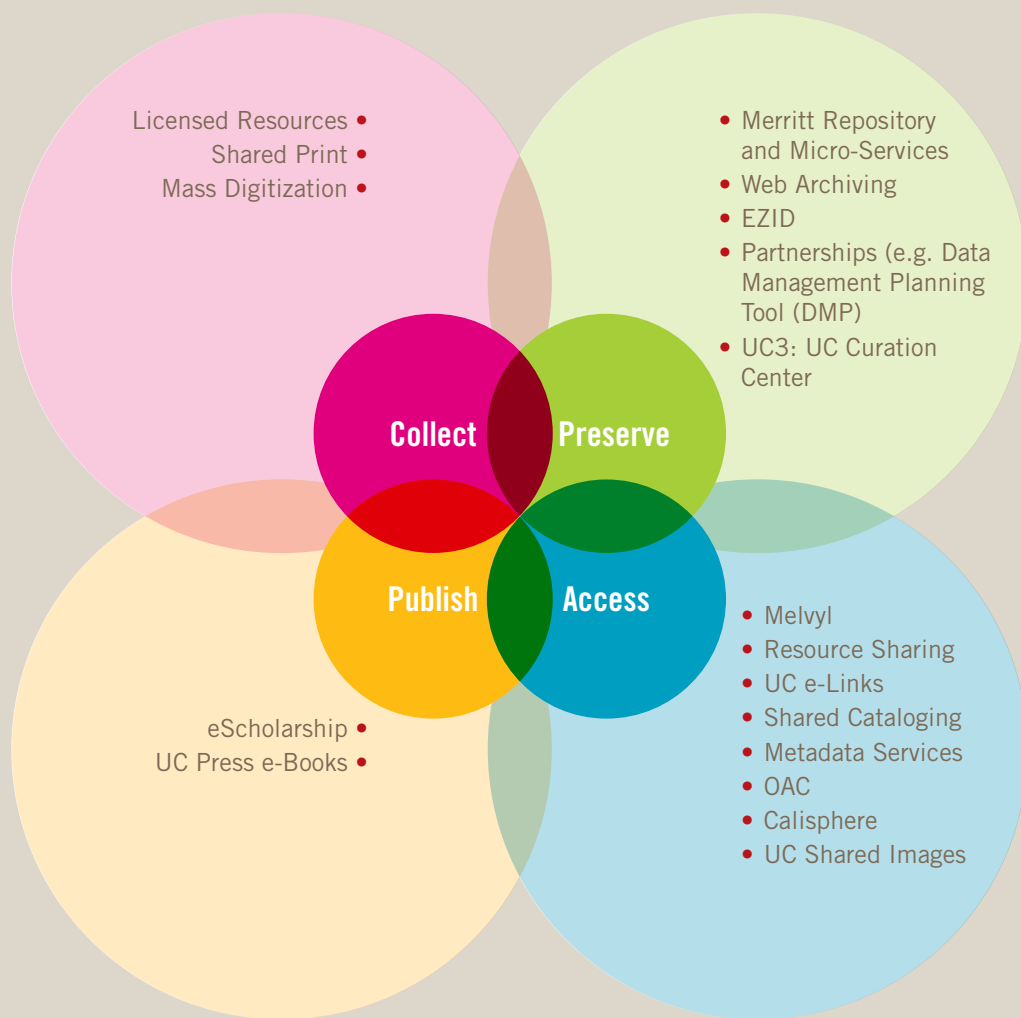 Licensed Resources •
Shared Print •
Mass Digitization •
• Merritt Repository
and Micro-Services
• Web Archiving
• EZID
• Partnerships (e.g. Data
Management Planning
Tool (DMP)
• UC3: UC Curation
Center
Collect
Preserve
Publish
Access
eScholarship •
UC Press e-Books •
• Melvyl
• Resource Sharing
• UC e-Links
• Shared Cataloging
• Metadata Services
• OAC
• Calisphere
• UC Shared Images